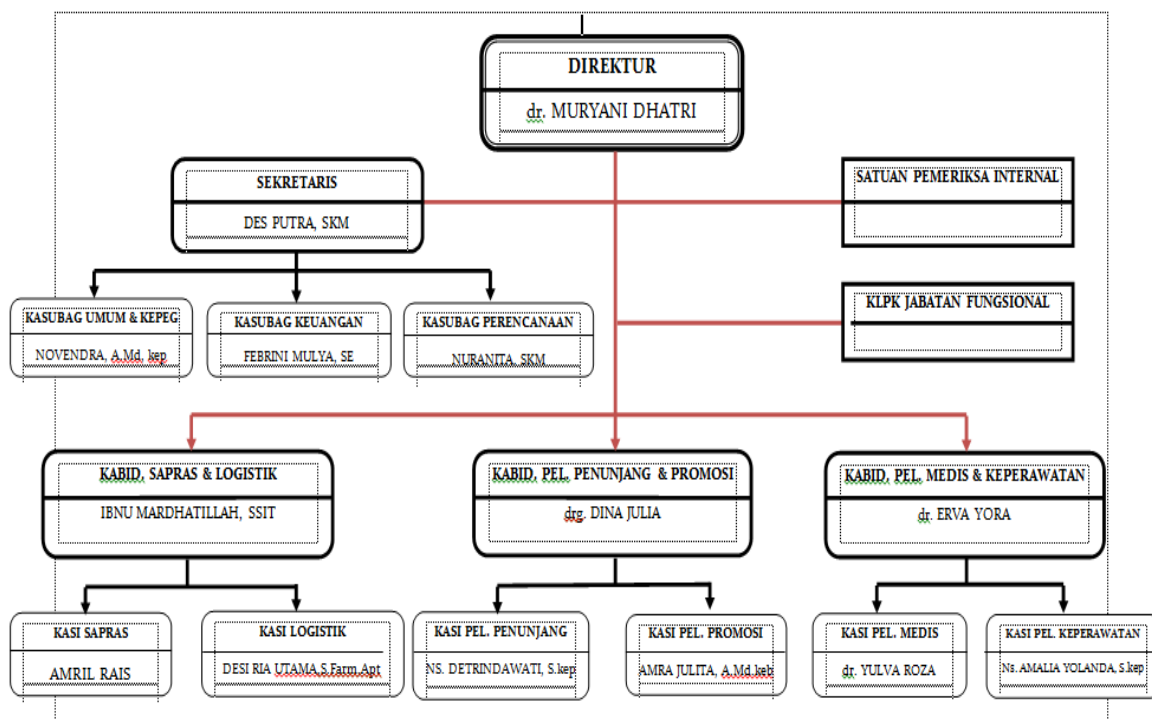 DIREKTUR
dr. MURYANI DHATRI
SEKRETARIS
DES PUTRA, SKM
SATUAN PEMERIKSA INTERNAL
KLPK JABATAN FUNGSIONAL
KASUBAG UMUM & KEPEG
NOVENDRA, A.Md, kep
KASUBAG KEUANGAN
FEBRINI MULYA, SE
KASUBAG PERENCANAAN
NURANITA, SKM
KABID, SAPRAS & LOGISTIK
IBNU MARDHATILLAH, SSIT
KABID, PEL. PENUNJANG & PROMOSI
drg. DINA JULIA
KABID, PEL. MEDIS & KEPERAWATAN
dr. ERVA YORA
KASI SAPRAS
AMRIL RAIS
KASI LOGISTIK
DESI RIA UTAMA,S.Farm.Apt
KASI PEL. PENUNJANG
NS. DETRINDAWATI, S.kep
KASI PEL. PROMOSI
AMRA JULITA, A.Md.keb
KASI PEL. MEDIS
dr. YULVA ROZA
KASI PEL. KEPERAWATAN
Ns. AMALIA YOLANDA, S.kep